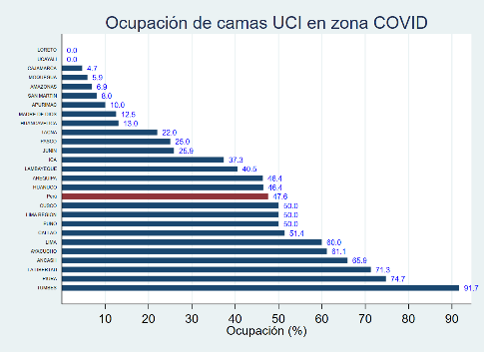 Ocupación de camas UCI en zona COVID
LORETO 0.0
UCAYALI 0.0
CAJAMARCA 4.7
MOQUEGUA 5.9
AMAZONAS 6.9
SAN MARTIN 8.0
APURIMAC 10.0
MADRE DE DIOS 12.5
HUANCAVELICA 13.0
TACNA 22.0
PASCO 25.0
JUNIN 25.9
ICA 37.3
LAMBAYEQUE 40.5
AREQUIPA 46.4
HUANUCO 46.4
Peru 47.6
CUSCO 50.0
LIMA REGION 50.0
PUNO 50.0
CALLAO 51.4
LIMA 60.0
AYACUCHO 61.1
ANCASH 65.9
LA LIBERTAD 71.3
PIURA 74.7
TUMBES 91.7
10 20 30 40 50 60 70 80 90
Ocupación (%)